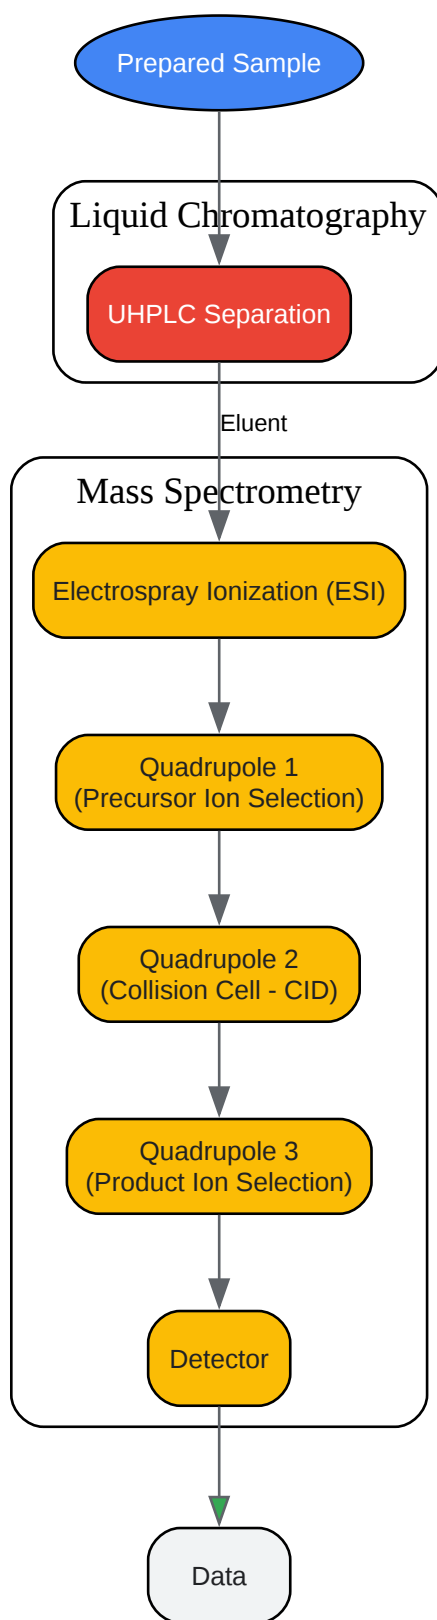 Prepared Sample
Liquid Chromatography
UHPLC Separation
Eluent
Mass Spectrometry
Electrospray Ionization (ESI)
Quadrupole 1
(Precursor Ion Selection)
Quadrupole 2
(Collision Cell - CID)
Quadrupole 3
(Product Ion Selection)
Detector
Data